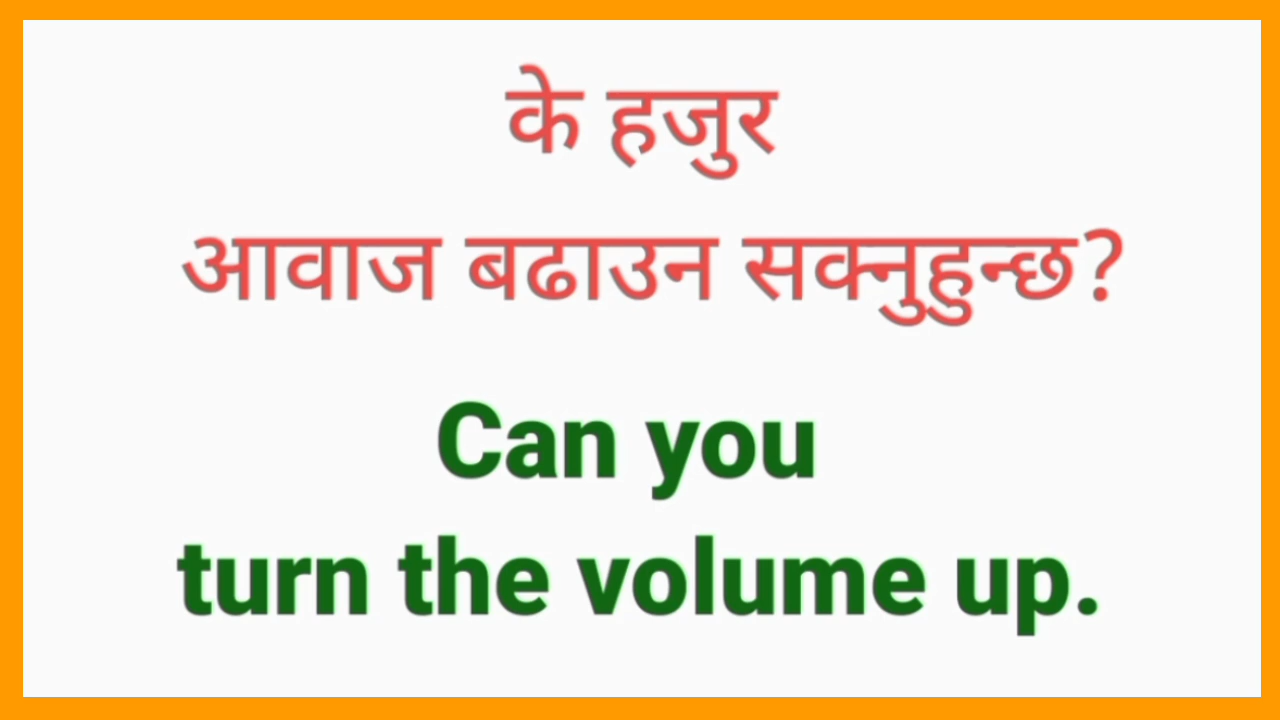 के हजुर
आवाज बढाउन सक्नुहुन्छ?
Can you
turn the volume up.